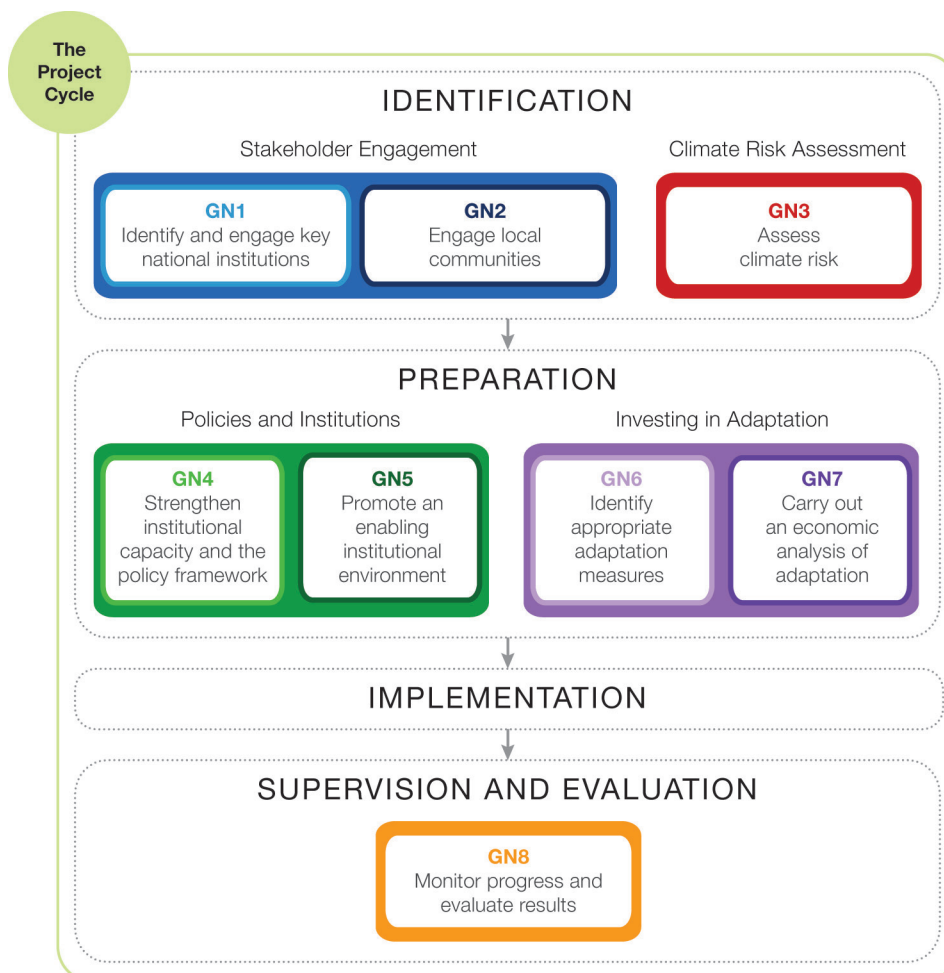 The
Project
Cycle
IDENTIFICATION
Stakeholder Engagement
Climate Risk Assessment
GN1
Identify and engage key
national institutions
GN2
Engage local
communities
GN3
Assess
climate risk
PREPARATION
Policies and Institutions
Investing in Adaptation
GN4
Strengthen
institutional
capacity and the
policy framework
GN5
Promote an
enabling
institutional
environment
GN6
Identify
appropriate
adaptation
measures
GN7
Carry out
an economic
analysis of
adaptation
IMPLEMENTATION
SUPERVISION AND EVALUATION
GN8
Monitor progress and
evaluate results